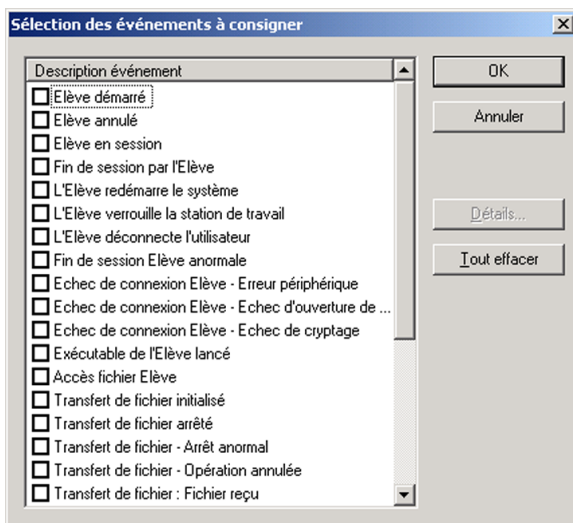 Sélection des événements à consigner
Description événement
Elève démarré
Elève annulé
Elève en session
Fin de session par l'Elève
L'Elève redémarre le système
L'Elève verrouille la station de travail
L'Elève déconnecte l'utilisateur
Fin de session Elève anormale
Echec de connexion Elève - Erreur périphérique
Echec de connexion Elève - Echec d'ouverture de ...
Echec de connexion Elève - Echec de cryptage
Exécutable de l'Elève lancé
Accès fichier Elève
Transfert de fichier initialisé
Transfert de fichier arrêté
Transfert de fichier - Arrêt anormal
Transfert de fichier - Opération annulée
Transfert de fichier : Fichier reçu
OK
Annuler
Détails...
Tout effacer